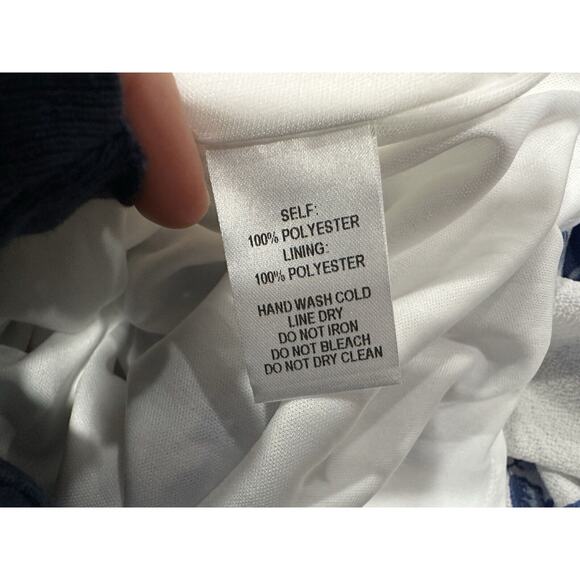 SELF:
100% POLYESTER
LINING:
100% POLYESTER
HAND WASH COLD
LINE DRY
DO NOT IRON
DO NOT BLEACH
DO NOT DRY CLEAN